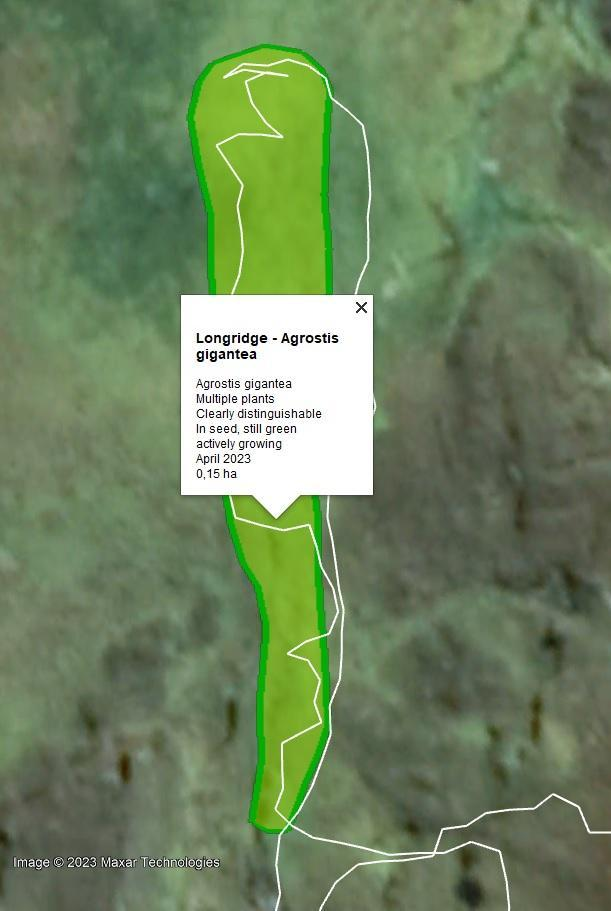 Longridge - Agrostis
gigantea
Agrostis gigantea
Multiple plants
Clearly distinguishable
In seed, still green
actively growing
April 2023
0,15 ha
Image © 2023 Maxar Technologies